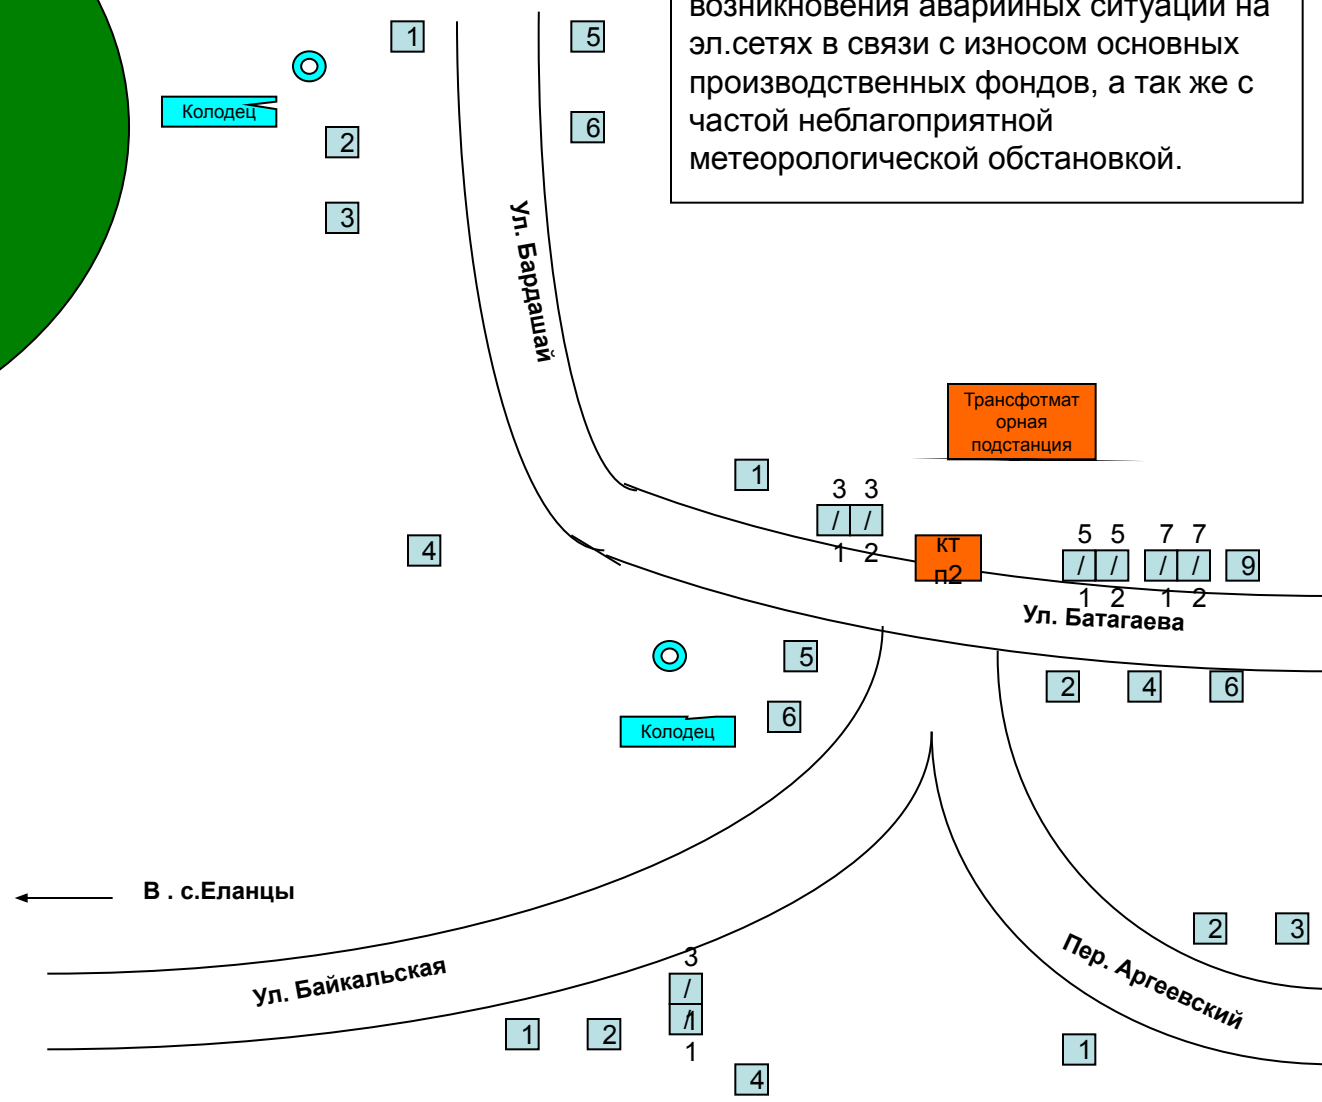 возникновения аварийных ситуаций на
эл.сетях в связи с износом основных
производственных фондов, а так же с
частой неблагоприятной
метеорологической обстановкой.
1
5
Колодец
6
2
3
Ул. Бардашай
Трансфотмат
орная
подстанция
1
3 3
/ /
1 2
4
кт
п2
5 5 7 7
/ / / / 9
1 2 1 2
Ул. Батагаева
5
2 4 6
6
Колодец
В . с.Еланцы
2 3
Пер. Аргеевский
Ул. Байкальская
3
/
/1
1
1 2
1
4